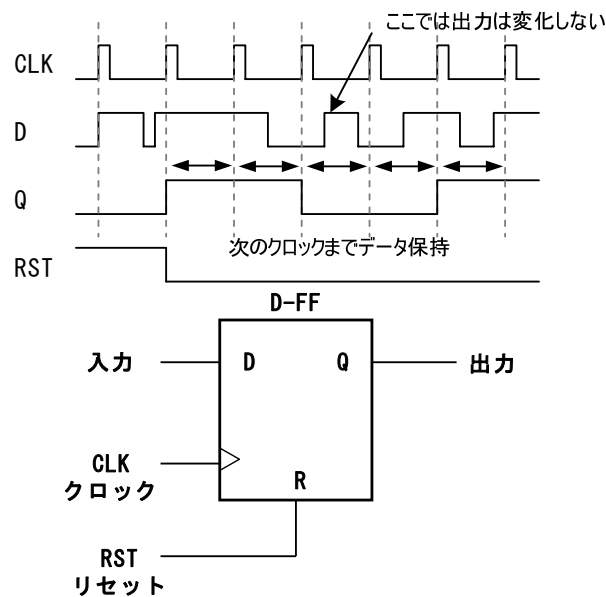 ここでは出力は変化しない
CLK
D
Q
次のクロックまでデータ保持
RST
D-FF
入力
D
Q
出力
CLK
クロック
R
RST
リセット